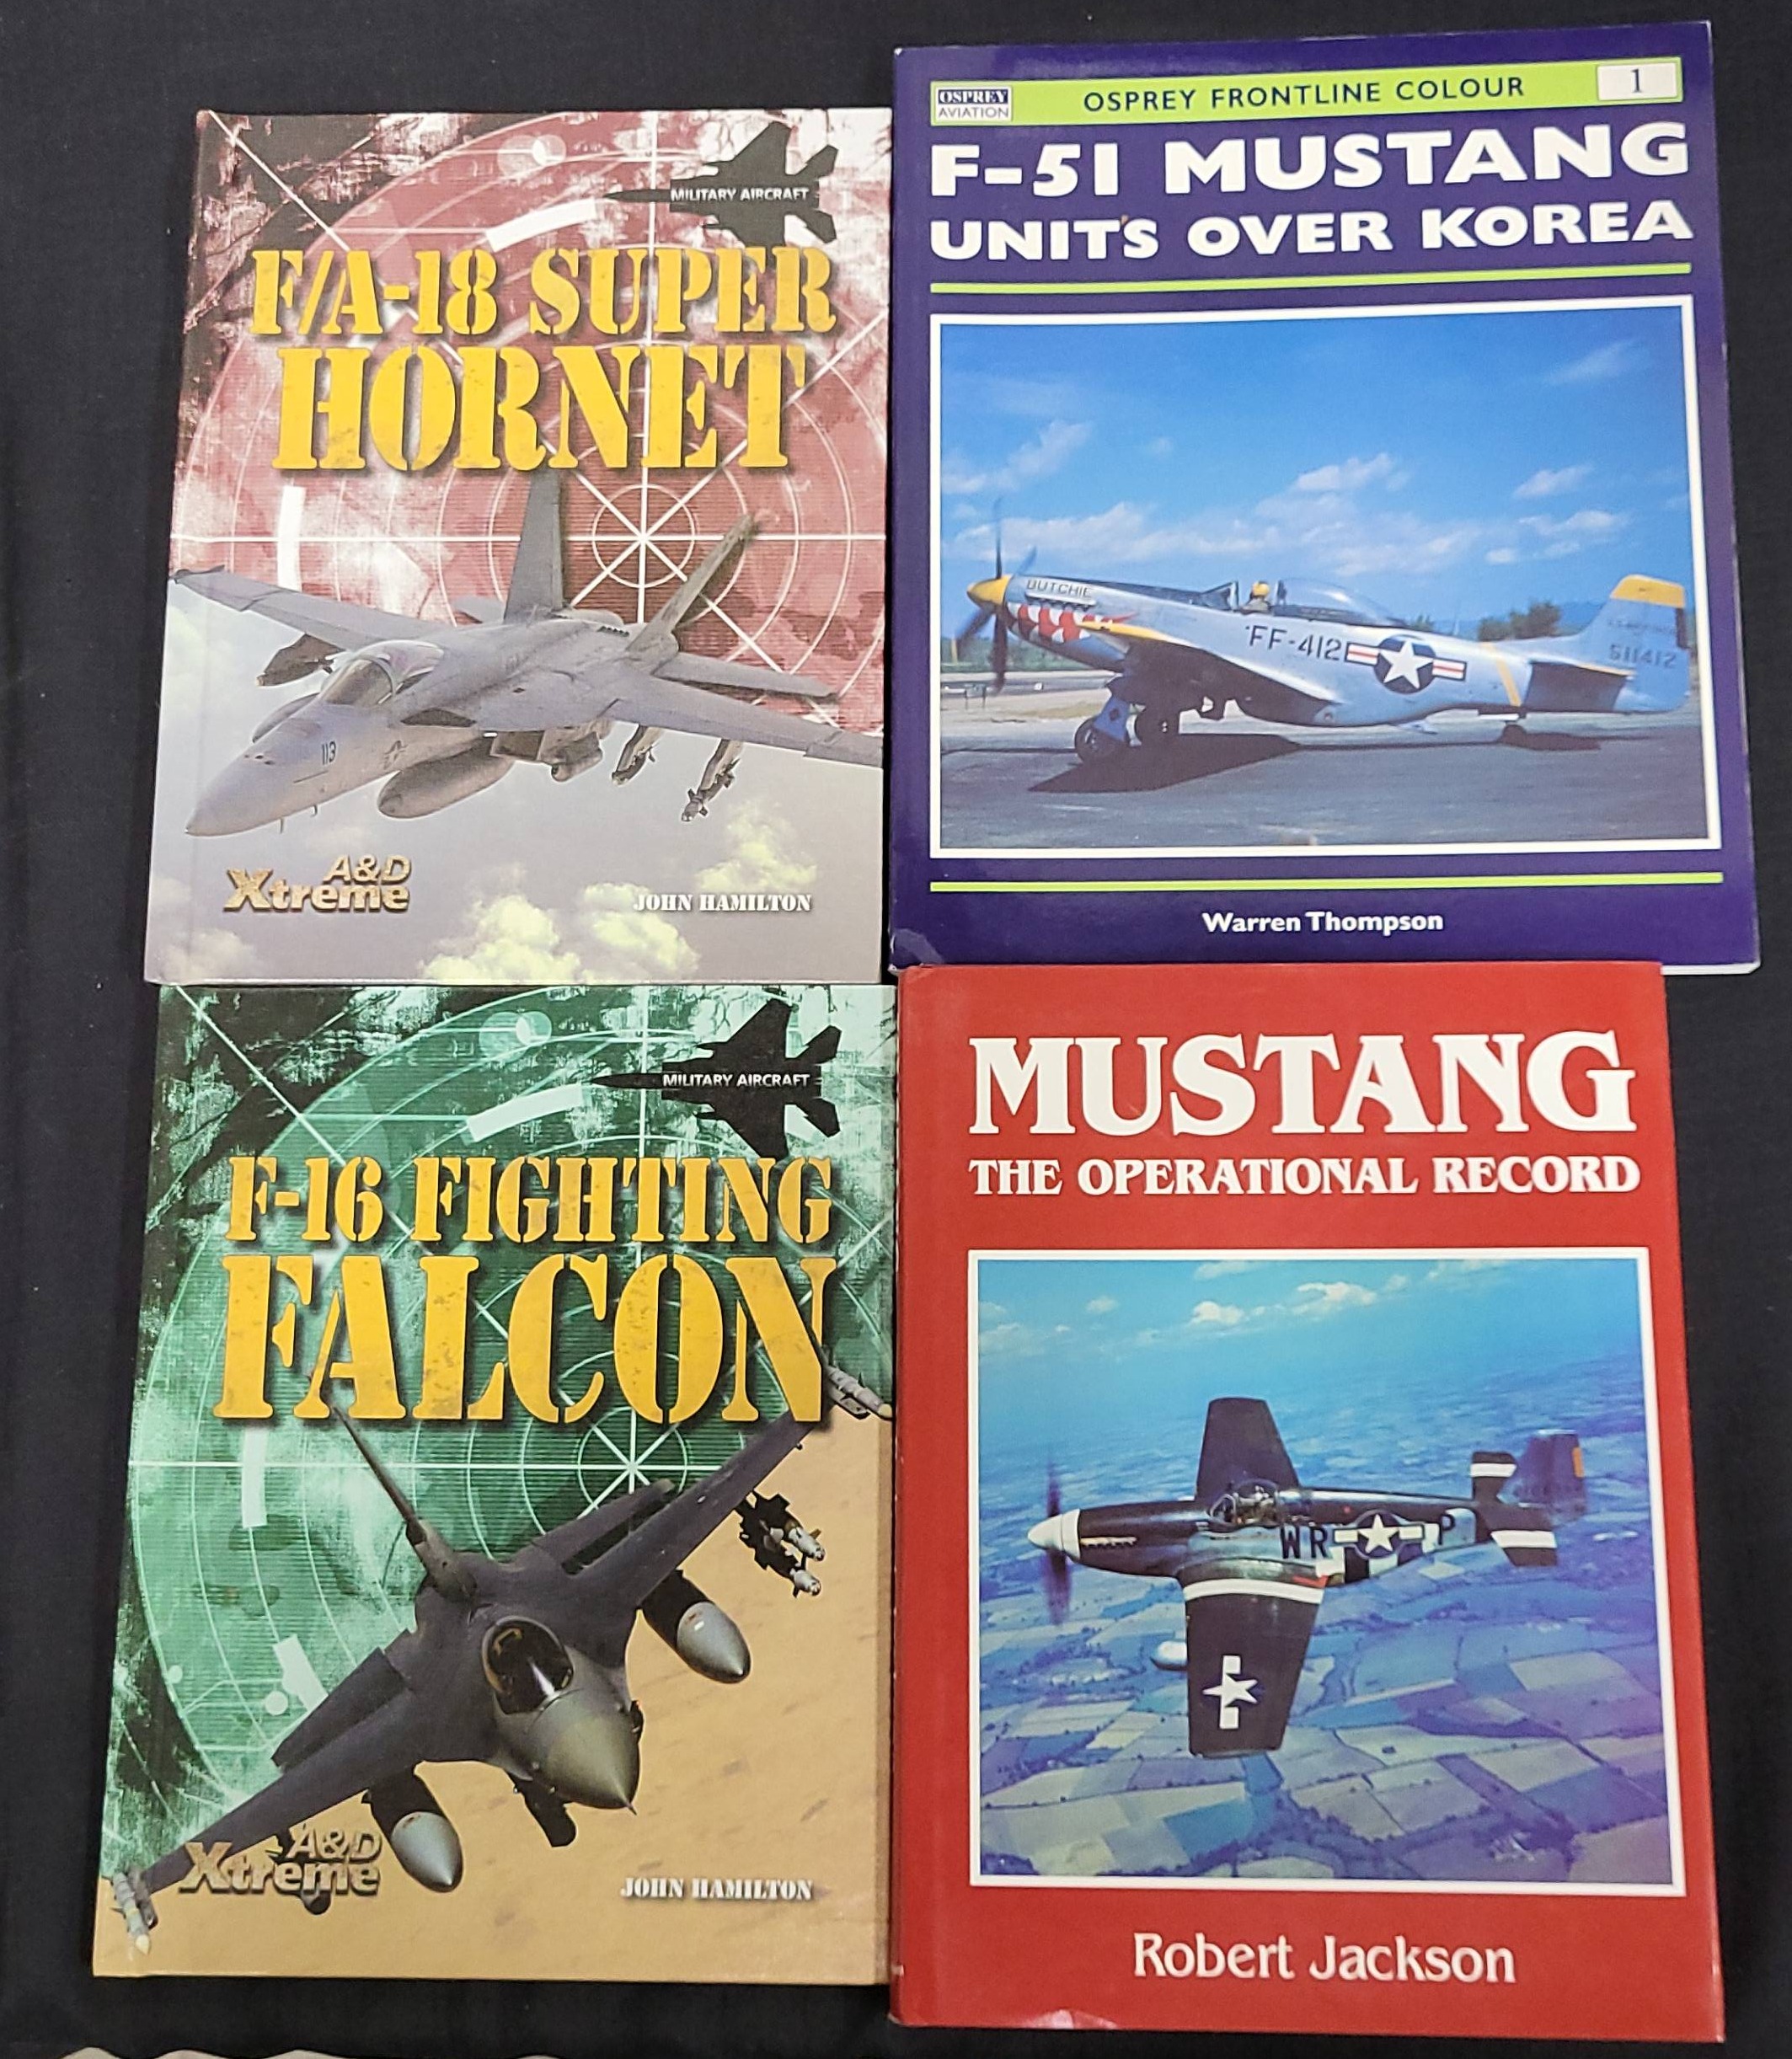 MILITARY AIRCRAFT
F/A-18 SUPER
HORNET
113
A&D
Xtreme
JOHN HAMILTON
OSPREY
AVIATION
OSPREY FRONTLINE COLOUR
1
F-51 MUSTANG
UNITS OVER KOREA
BUTCHIE
FF-412
511412
Warren Thompson
MILITARY AIRCRAFT
F-16 FIGHTING
FALCON
A&D
Xtreme
JOHN HAMILTON
MUSTANG
THE OPERATIONAL RECORD
WR P
Robert Jackson